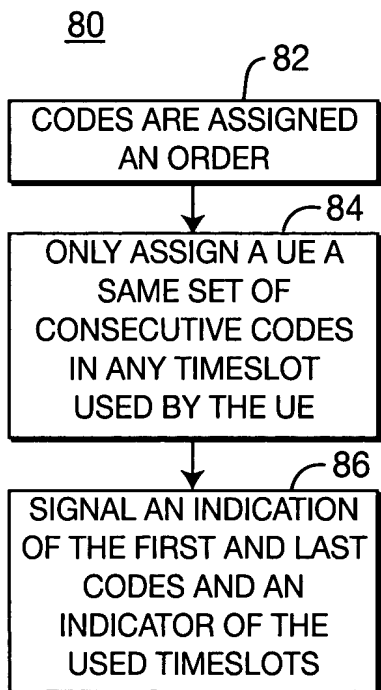 80
82
CODES ARE ASSIGNED
AN ORDER
84
ONLY ASSIGN A UE A
SAME SET OF
CONSECUTIVE CODES
IN ANY TIMESLOT
USED BY THE UE
86
SIGNAL AN INDICATION
OF THE FIRST AND LAST
CODES AND AN
INDICATOR OF THE
USED TIMESLOTS